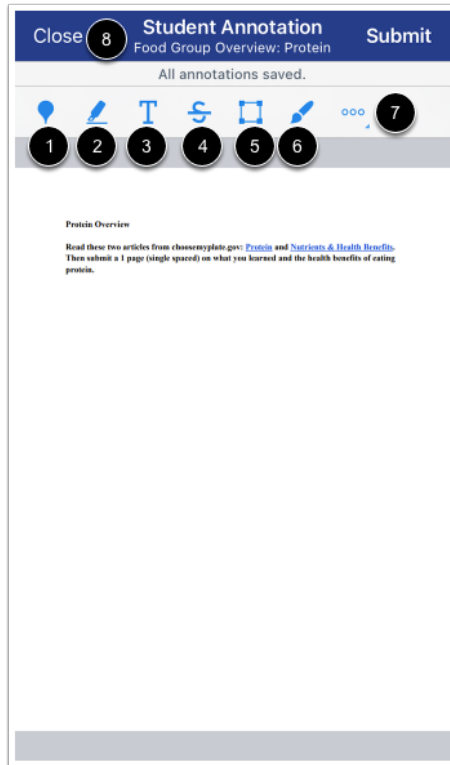 Close 8 Student Annotation Submit
Food Group Overview: Protein
All annotations saved.
T S 7
1 2 3 4 5 6
Protein Overview
Read these two articles from choosemyplate.gov: Protein and Nutrients & Health Benefits.
Then submit a 1 page (single spaced) on what you learned and the health benefits of eating
protein.